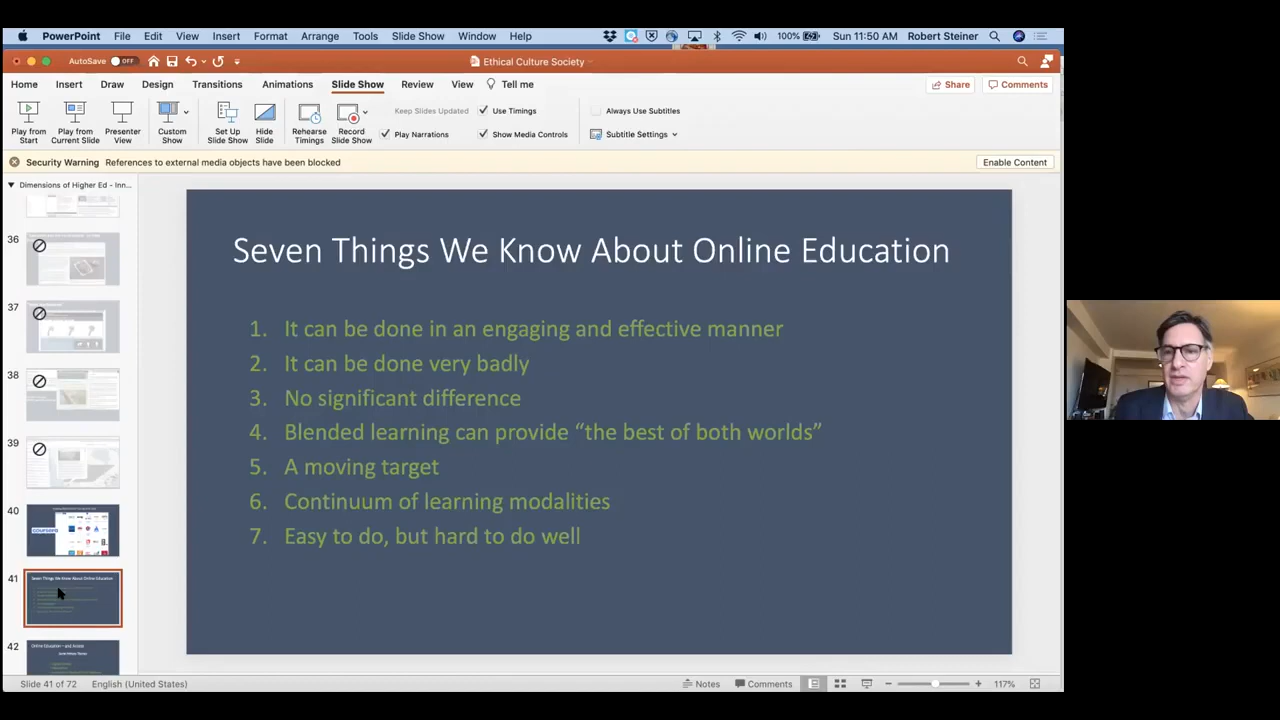 PowerPoint File Edit View Insert Format Arrange Tools Slide Show Window Help 100% Sun 11:50 AM Robert Steiner
AutoSave OFF Ethical Culture Society
Home Insert Draw Design Transitions Animations Slide Show Review View Tell me Share Comments
Keep Slides Updated Use Timings Always Use Subtitles
Play from Start Play from Current Slide Presenter View Custom Show Set Up Slide Show Hide Slide Rehearse Timings Record Slide Show Play Narrations Show Media Controls Subtitle Settings
Security Warning References to external media objects have been blocked Enable Content
Dimensions of Higher Ed - Inn...
36
37
38
39
40
coursera
41
Seven Things We Know About Online Education
42
Seven Things We Know About Online Education
1. It can be done in an engaging and effective manner
2. It can be done very badly
3. No significant difference
4. Blended learning can provide “the best of both worlds”
5. A moving target
6. Continuum of learning modalities
7. Easy to do, but hard to do well
Slide 41 of 72 English (United States) Notes Comments 117%